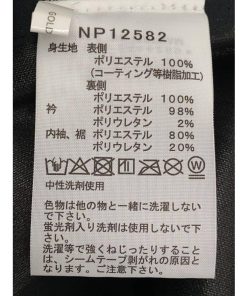 GOLD
NP12582
身生地 表側
ポリエステル 100%
(コーティング等樹脂加工)
裏側
ポリエステル 100%
衿 ポリエステル 98%
ポリウレタン 2%
内袖、裾 ポリエステル 80%
ポリウレタン 20%
中性洗剤使用
色物は他の物と一緒に洗濯しない
で下さい。
蛍光剤入り洗剤は使用しないで下
さい。
洗濯等で強くねじったりすること
は、シームテープ剥がれの原因と
なりますのでご注意下さい。